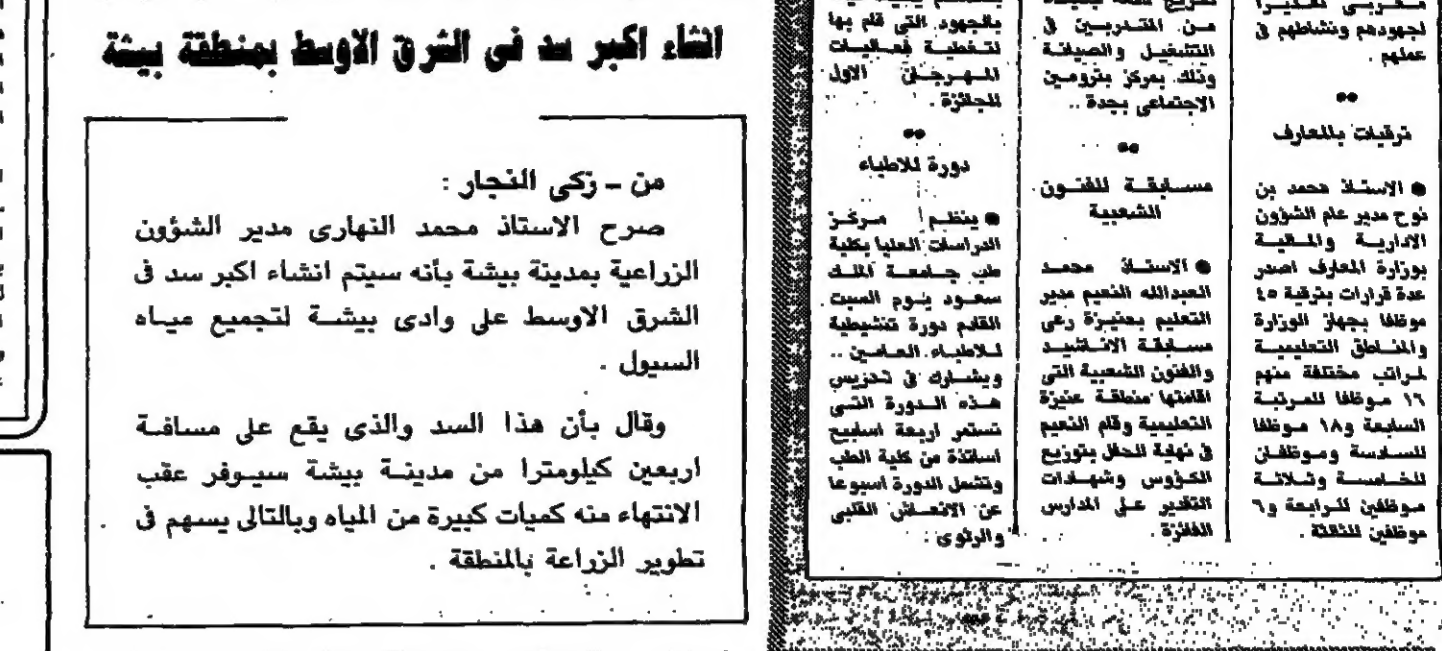 لجهودهم ونشاطهم في
عملهم .
ترقيات بالمعارف
● الاستاذ محمد بن
نوح مدير عام الشؤون
الادارية والمالية
بوزارة المعارف اصدر
عدة قرارات بترقية ٤٥
موظفا بجهاز الوزارة
والمناطق التعليمية
لمراتب مختلفة منهم
١٦ موظفا للمرتبة
السابعة و١٨ موظفا
للسادسة وموظفان
للخامسة وثلاثة
موظفين للرابعة و٦
موظفين للثالثة .
من المتدربين في
التشغيل والصيانة
وذلك بمركز بترومين
الاجتماعى بجدة ..
مسابقة للفنون
الشعبية
● الاستاذ محمد
العبدالله النعيم مدير
التعليم بعنيزة رعى
مسابقة الاناشيد
والفنون الشعبية التى
اقامتها منطقة عنيزة
التعليمية وقام النعيم
في نهاية الحفل بتوزيع
الكؤوس وشهادات
التقدير على المدارس
الفائزة .
بالجهود التى قام بها
لتغطية فعاليات
المهرجان الاول
للجائزة .
دورة للاطباء
● ينظم مركز
الدراسات العليا بكلية
طب جامعة الملك
سعود يوم السبت
القادم دورة تنشيطية
للاطباء العامين ..
ويشارك في تدريس
هذه الدورة التى
تستمر اربعة اسابيع
اساتذة من كلية الطب
وتشمل الدورة اسبوعا
عن الانعاش القلبى
والرئوى .
انشاء اكبر سد فى الشرق الاوسط بمنطقة بيشة
من ـ زكى النجار :
صرح الاستاذ محمد النهارى مدير الشؤون
الزراعية بمدينة بيشة بأنه سيتم انشاء اكبر سد في
الشرق الاوسط على وادى بيشة لتجميع مياه
السيول .
وقال بأن هذا السد والذى يقع على مسافة
اربعين كيلومترا من مدينة بيشة سيوفر عقب
الانتهاء منه كميات كبيرة من المياه وبالتالى يسهم في
تطوير الزراعة بالمنطقة .